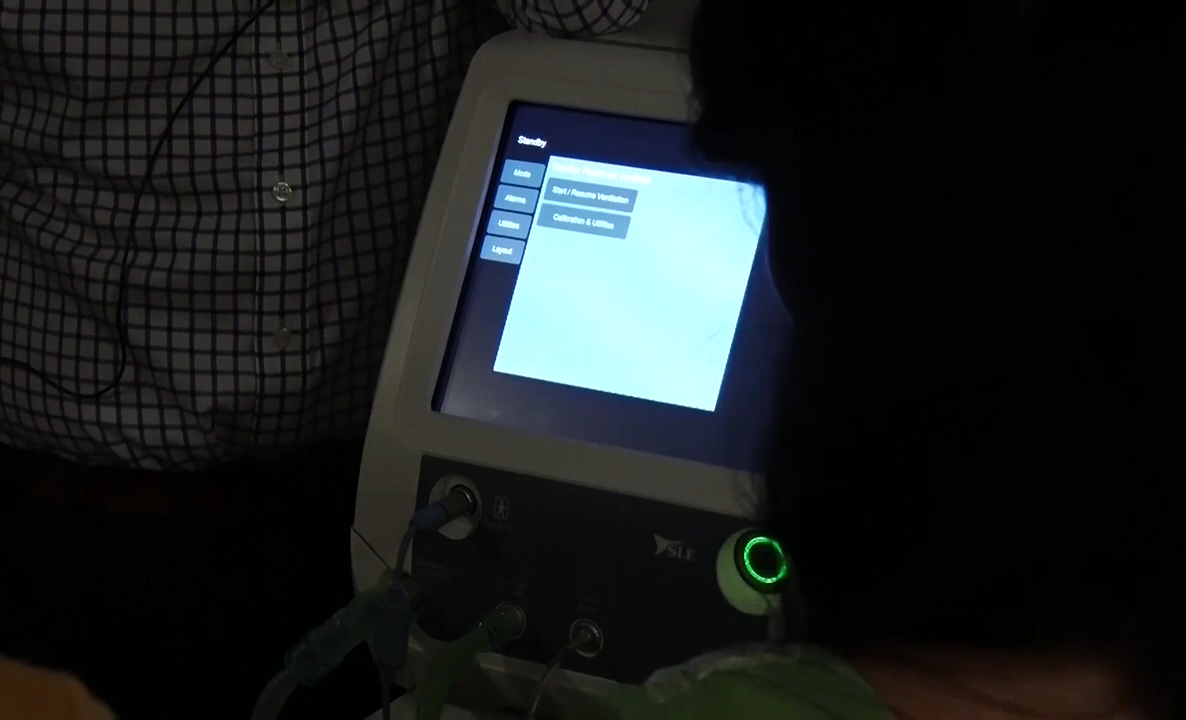 Standby
Mode
Alarms
Utilities
Layout
Start / Resume Ventilation
Calibration & Utilities
SLE